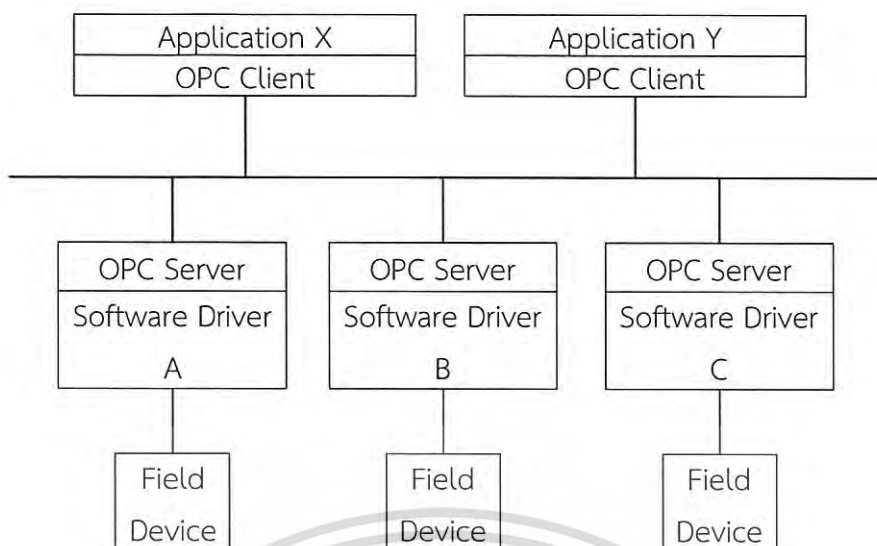 Application X
OPC Client
Application Y
OPC Client
OPC Server
Software Driver
A
OPC Server
Software Driver
B
OPC Server
Software Driver
C
Field
Device
Field
Device
Field
Device